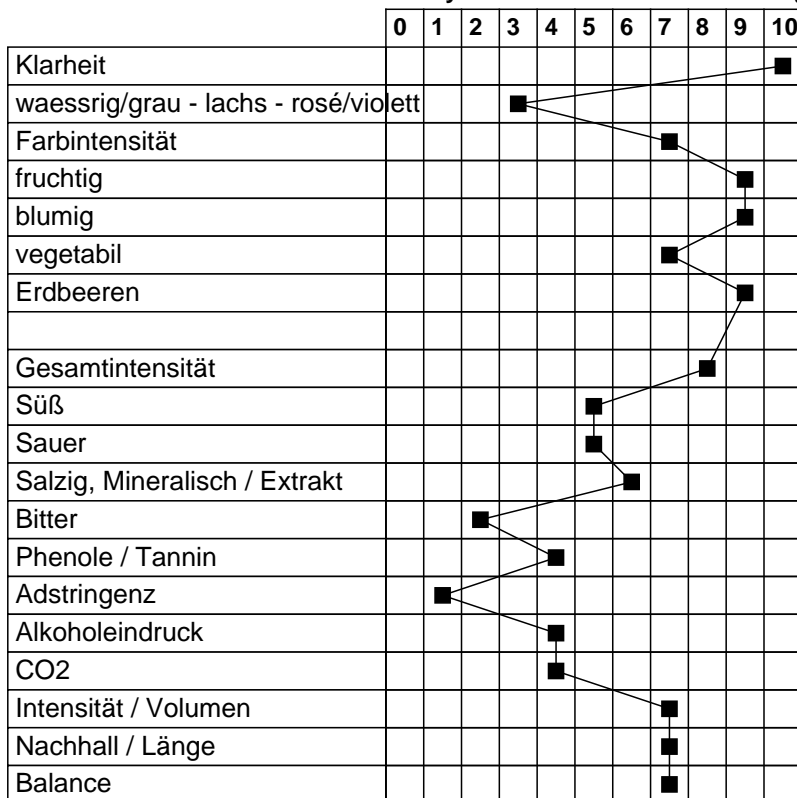 0 1 2 3 4 5 6 7 8 9 10
Klarheit
waessrig/grau - lachs - rosé/violett
Farbintensität
fruchtig
blumig
vegetabil
Erdbeeren
Gesamtintensität
Süß
Sauer
Salzig, Mineralisch / Extrakt
Bitter
Phenole / Tannin
Adstringenz
Alkoholeindruck
CO2
Intensität / Volumen
Nachhall / Länge
Balance